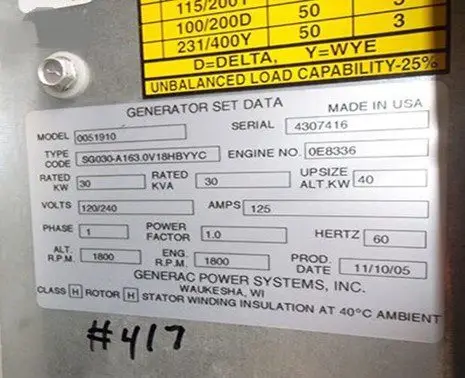 115/200Y
100/200D 50 3
231/400Y 50 3
D=DELTA, Y=WYE
UNBALANCED LOAD CAPABILITY-25%
GENERATOR SET DATA
MADE IN USA
MODEL 0051910 SERIAL 4307416
TYPE CODE SG030-A163.0V18HBYYC ENGINE NO. 0E8336
RATED KW 30 RATED KVA 30 UPSIZE ALT.KW 40
VOLTS 120/240 AMPS 125
PHASE 1 POWER FACTOR 1.0 HERTZ 60
ALT. R.P.M. 1800 ENG. R.P.M. 1800 PROD. DATE 11/10/05
GENERAC POWER SYSTEMS, INC.
WAUKESHA, WI
CLASS H ROTOR H STATOR WINDING INSULATION AT 40°C AMBIENT
#417